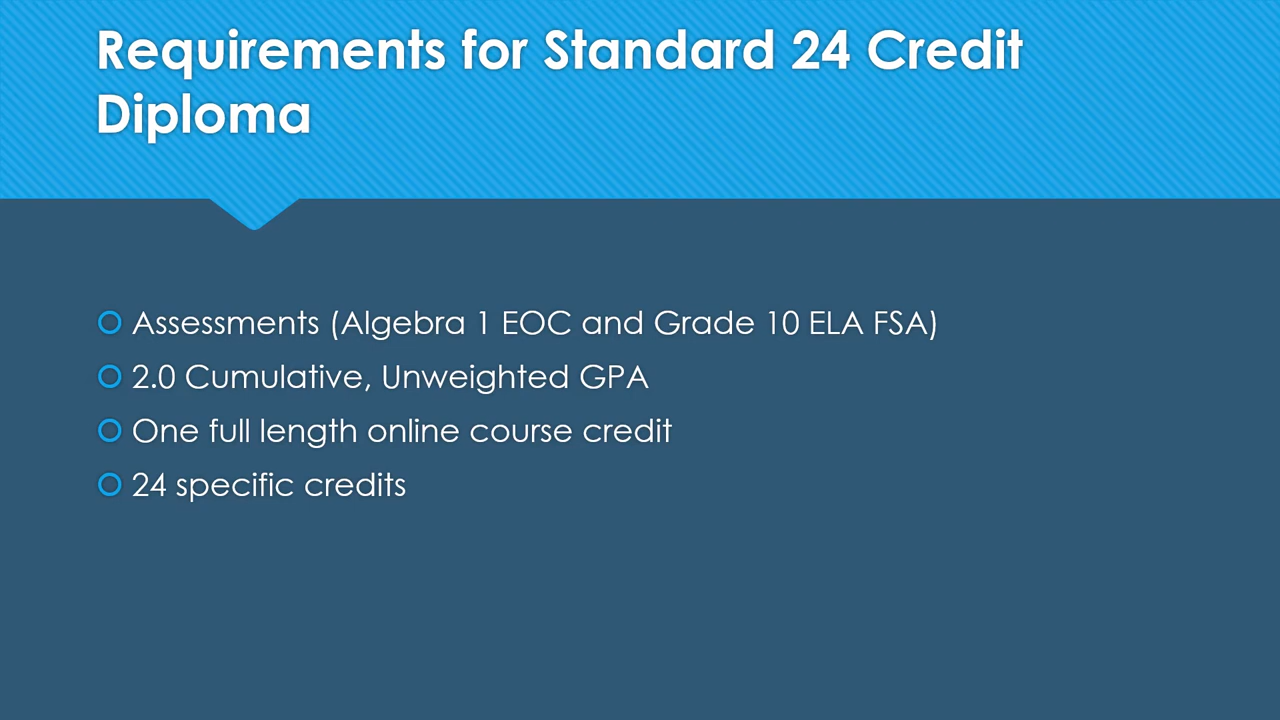 Requirements for Standard 24 Credit
Diploma
Assessments (Algebra 1 EOC and Grade 10 ELA FSA)
2.0 Cumulative, Unweighted GPA
One full length online course credit
24 specific credits